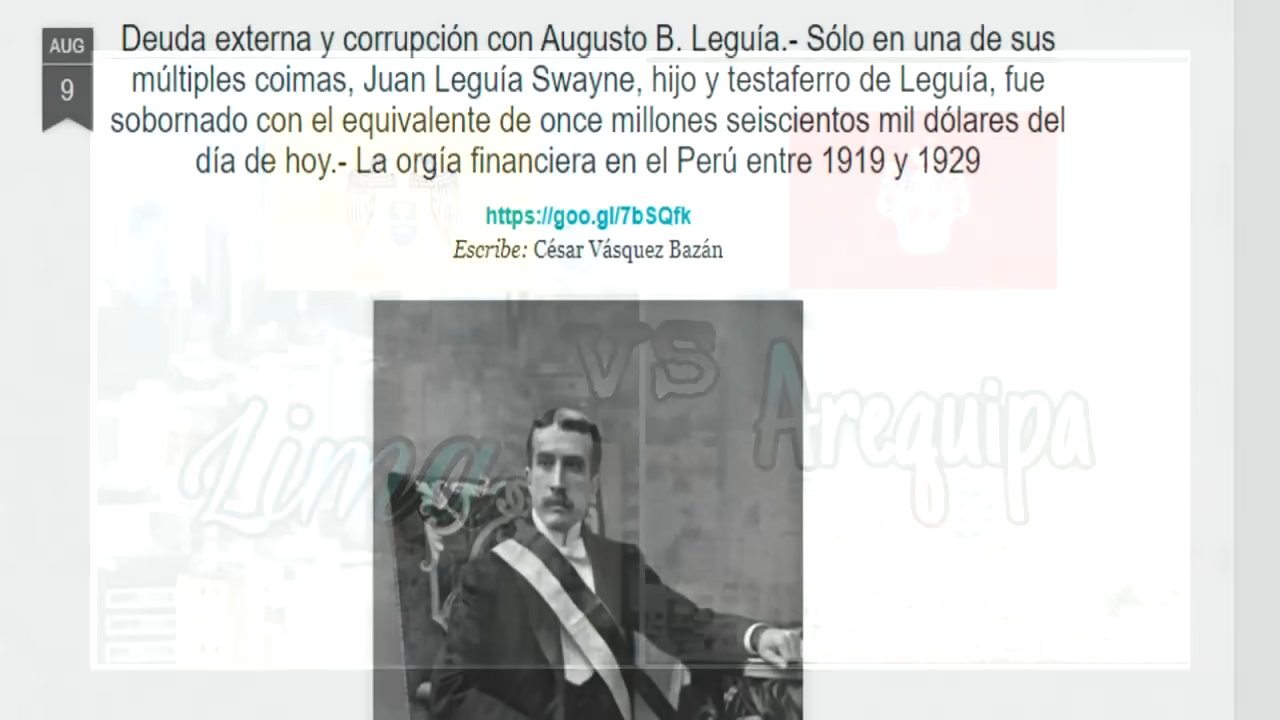 AUG
9
Deuda externa y corrupción con Augusto B. Leguía.- Sólo en una de sus
múltiples coimas, Juan Leguía Swayne, hijo y testaferro de Leguía, fue
sobornado con el equivalente de once millones seiscientos mil dólares del
día de hoy.- La orgía financiera en el Perú entre 1919 y 1929
https://goo.gl/7bSQfk
Escribe: César Vásquez Bazán
VS
Lima
Arequipa